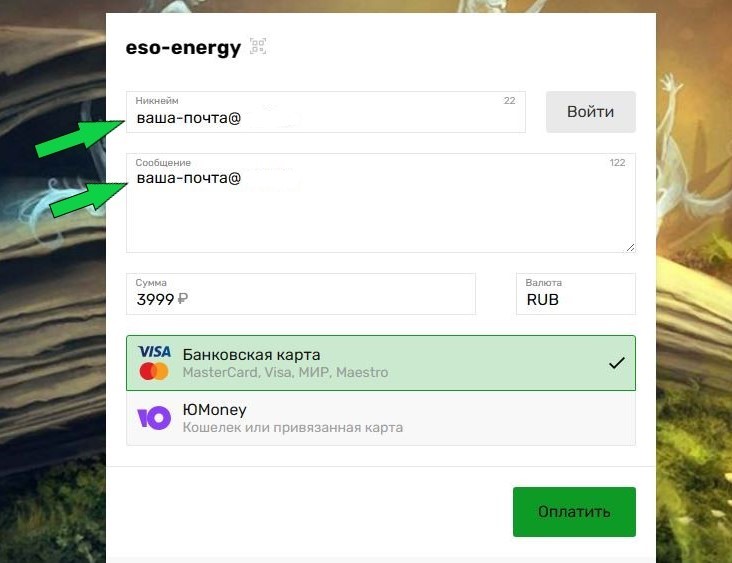 eso-energy
Никнейм 22
ваша-почта@
Войти
Сообщение 122
ваша-почта@
Сумма
3999 ₽
Валюта
RUB
VISA
Банковская карта
MasterCard, Visa, МИР, Maestro
ЮMoney
Кошелек или привязанная карта
Оплатить